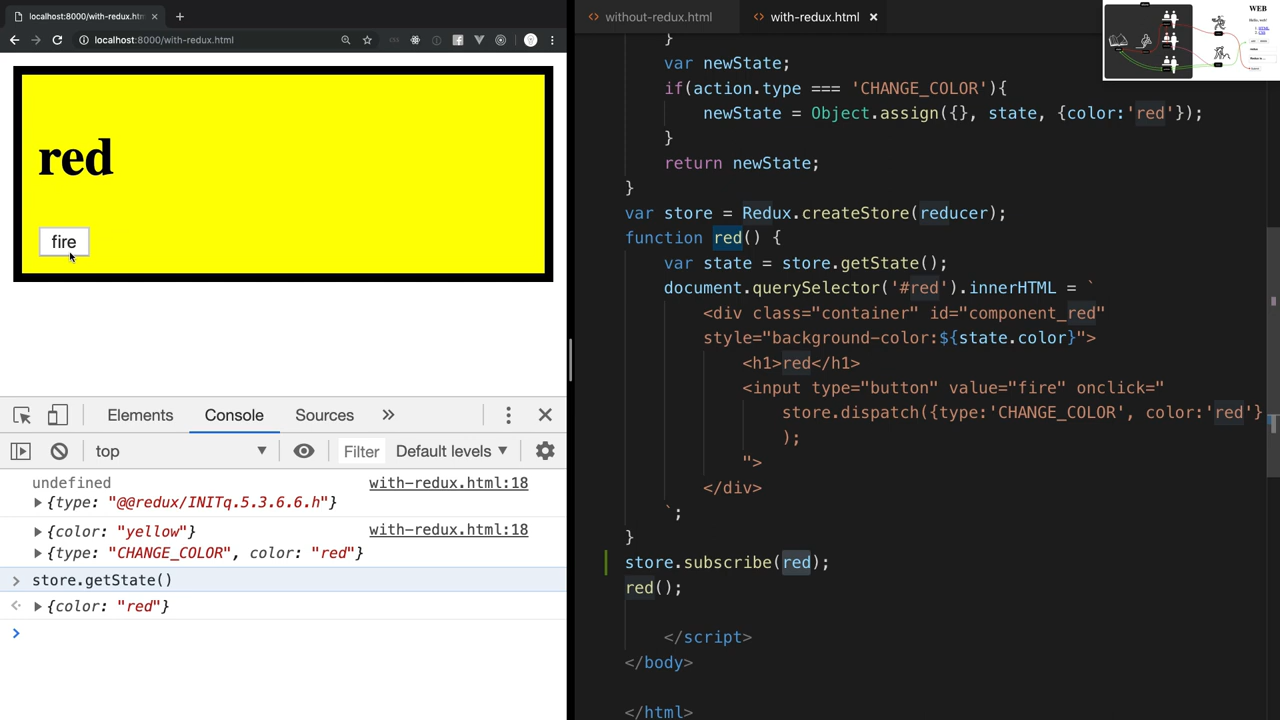 localhost:8000/with-redux.htm
localhost:8000/with-redux.html
red
fire
Elements
Console
Sources
top
Filter
Default levels
undefined
with-redux.html:18
{type: "@@redux/INITq.5.3.6.6.h"}
{color: "yellow"}
with-redux.html:18
{type: "CHANGE_COLOR", color: "red"}
store.getState()
{color: "red"}
without-redux.html
with-redux.html
}
var newState;
if(action.type === 'CHANGE_COLOR'){
newState = Object.assign({}, state, {color:'red'});
}
return newState;
}
var store = Redux.createStore(reducer);
function red() {
var state = store.getState();
document.querySelector('#red').innerHTML = `
<div class="container" id="component_red"
style="background-color:${state.color}">
<h1>red</h1>
<input type="button" value="fire" onclick="
store.dispatch({type:'CHANGE_COLOR', color:'red'}
);
">
</div>
`;
}
store.subscribe(red);
red();
</script>
</body>
</html>
WEB